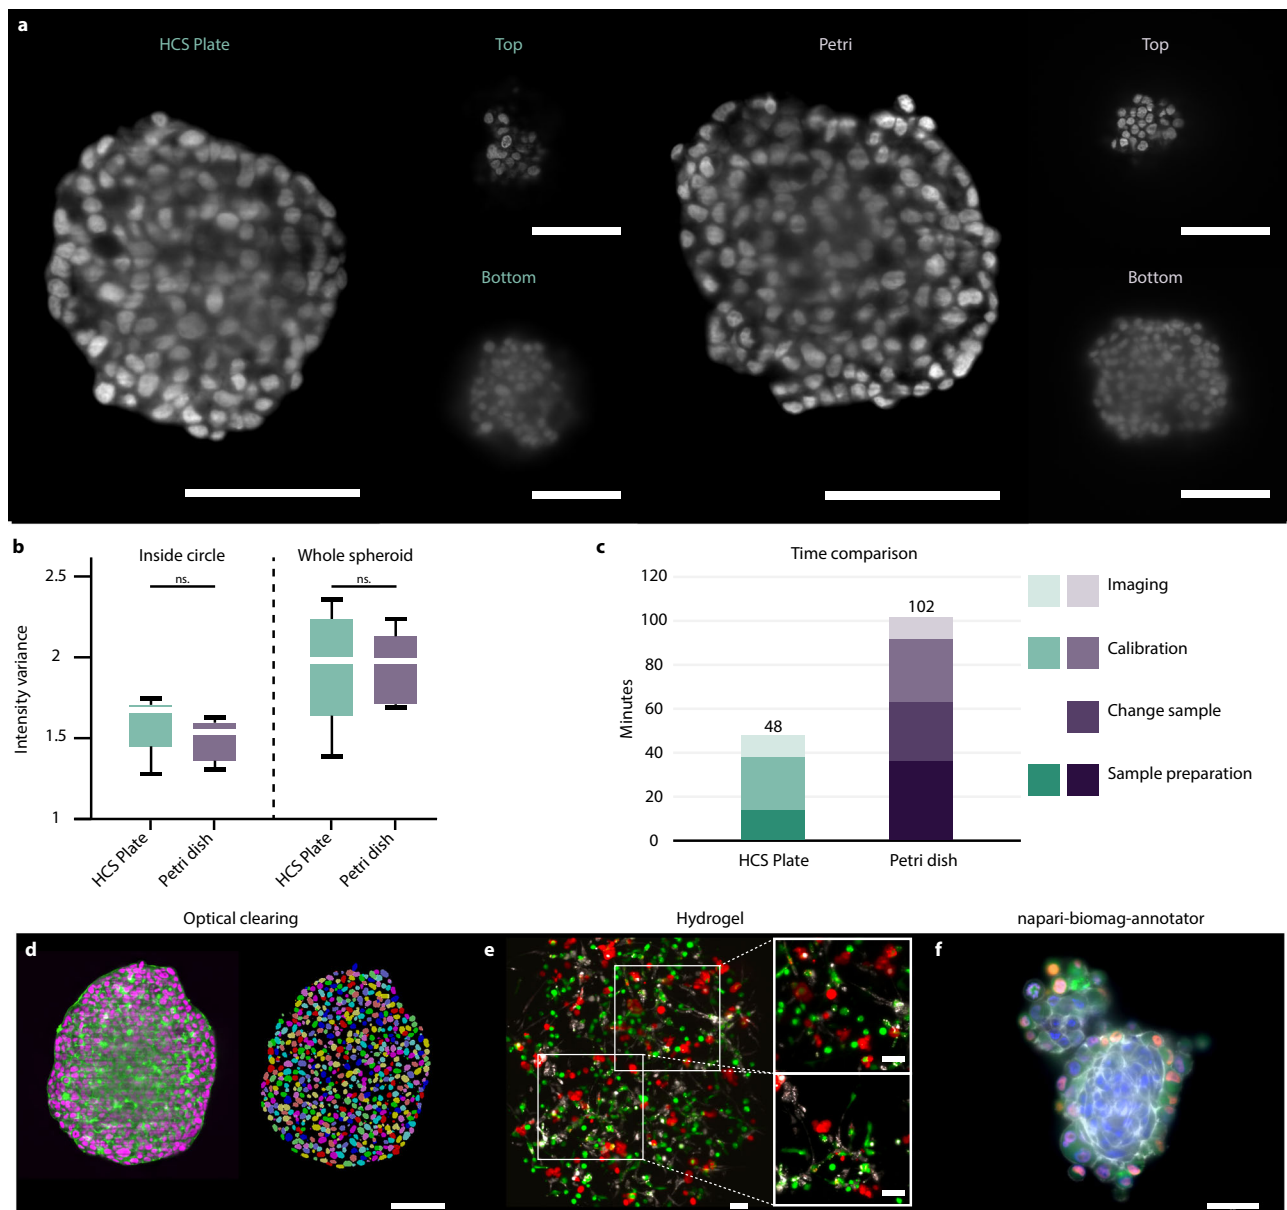 a
HCS Plate
Top
Petri
Top
Bottom
Bottom
b
Inside circle
Whole spheroid
ns.
ns.
Intensity variance
2.5
2
1.5
1
HCS Plate
Petri dish
HCS Plate
Petri dish
c
Time comparison
Minutes
120
100
80
60
40
20
0
48
102
HCS Plate
Petri dish
Imaging
Calibration
Change sample
Sample preparation
Optical clearing
Hydrogel
napari-biomag-annotator
d
e
f